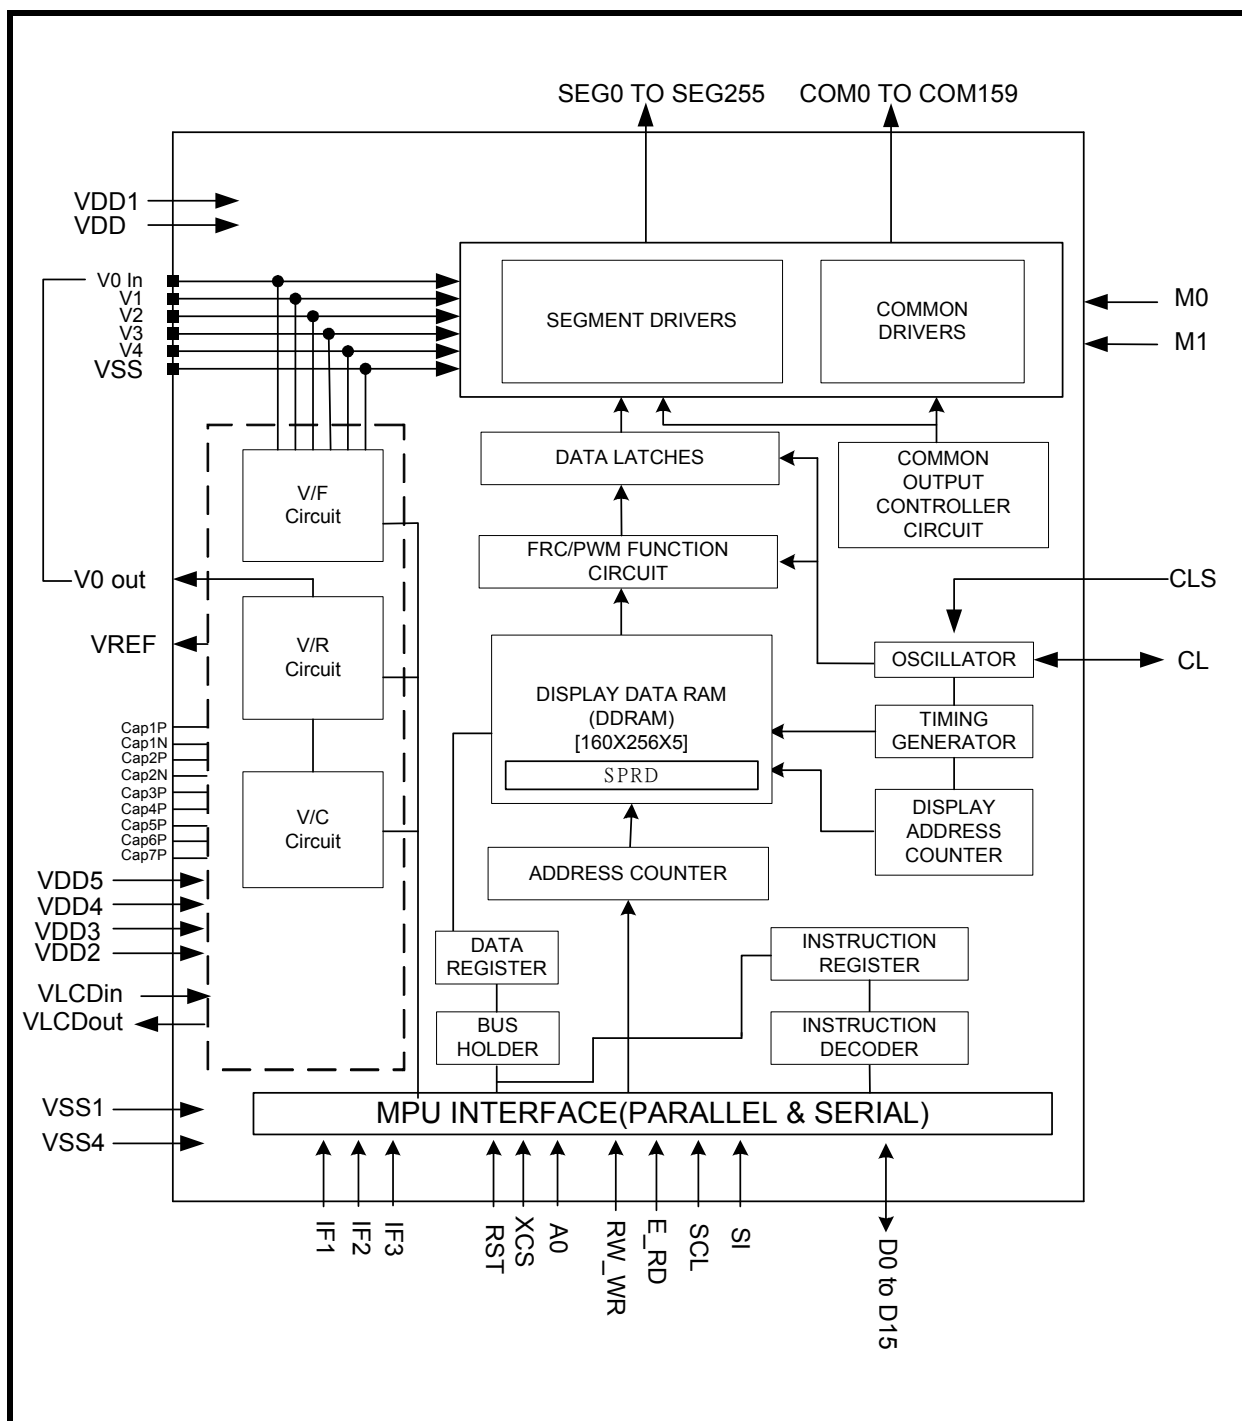 SEG0 TO SEG255
COM0 TO COM159
VDD1
VDD
V0 In
V1
V2
V3
V4
VSS
SEGMENT DRIVERS
COMMON
DRIVERS
M0
M1
DATA LATCHES
COMMON
OUTPUT
CONTROLLER
CIRCUIT
V/F
Circuit
FRC/PWM FUNCTION
CIRCUIT
V0 out
CLS
VREF
V/R
Circuit
OSCILLATOR
CL
DISPLAY DATA RAM
(DDRAM)
[160X256X5]
SPRD
TIMING
GENERATOR
Cap1P
Cap1N
Cap2P
Cap2N
Cap3P
Cap4P
Cap5P
Cap6P
Cap7P
V/C
Circuit
DISPLAY
ADDRESS
COUNTER
ADDRESS COUNTER
VDD5
VDD4
VDD3
VDD2
DATA
REGISTER
INSTRUCTION
REGISTER
VLCDin
VLCDout
BUS
HOLDER
INSTRUCTION
DECODER
VSS1
VSS4
MPU INTERFACE(PARALLEL & SERIAL)
IF1
IF2
IF3
RST
XCS
A0
RW_WR
E_RD
SCL
SI
D0 to D15